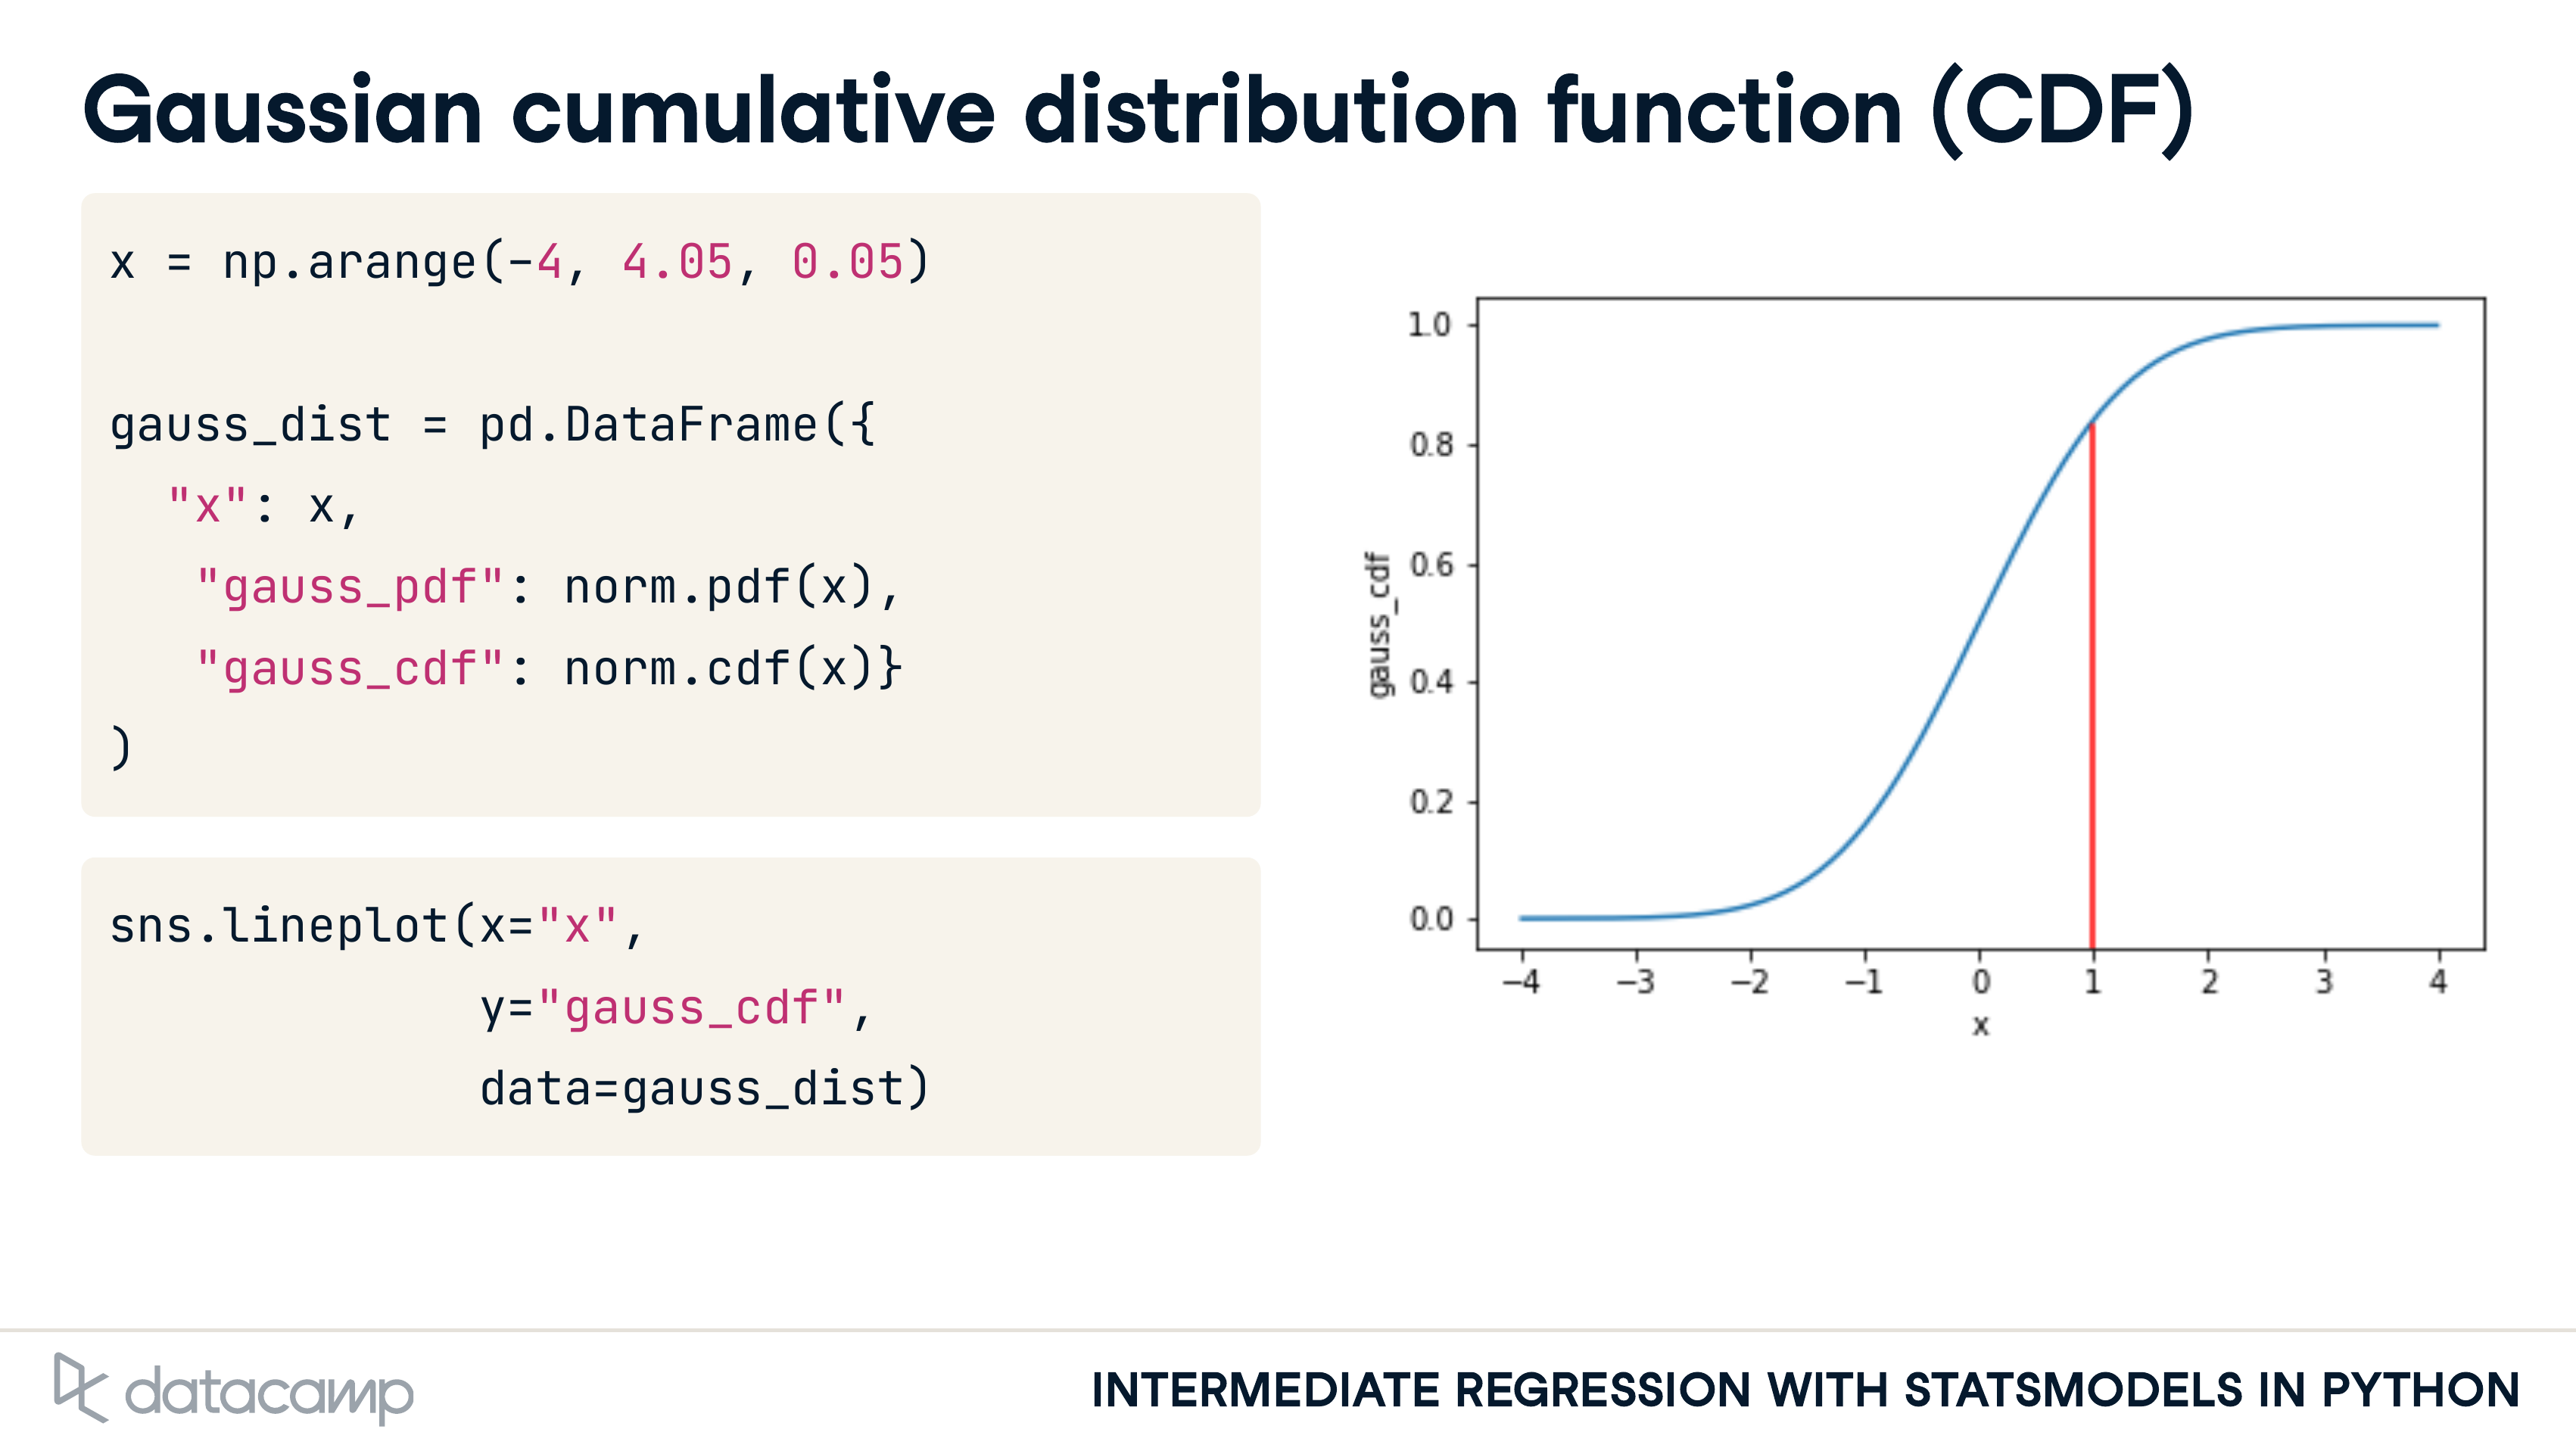 Gaussian cumulative distribution function (CDF)
x = np.arange(-4, 4.05, 0.05)
gauss_dist = pd.DataFrame({
  "x": x,
   "gauss_pdf": norm.pdf(x),
   "gauss_cdf": norm.cdf(x)}
)
sns.lineplot(x="x",
             y="gauss_cdf",
             data=gauss_dist)
gauss_cdf
1.0
0.8
0.6
0.4
0.2
0.0
−4 −3 −2 −1 0 1 2 3 4
x
datacamp
INTERMEDIATE REGRESSION WITH STATSMODELS IN PYTHON